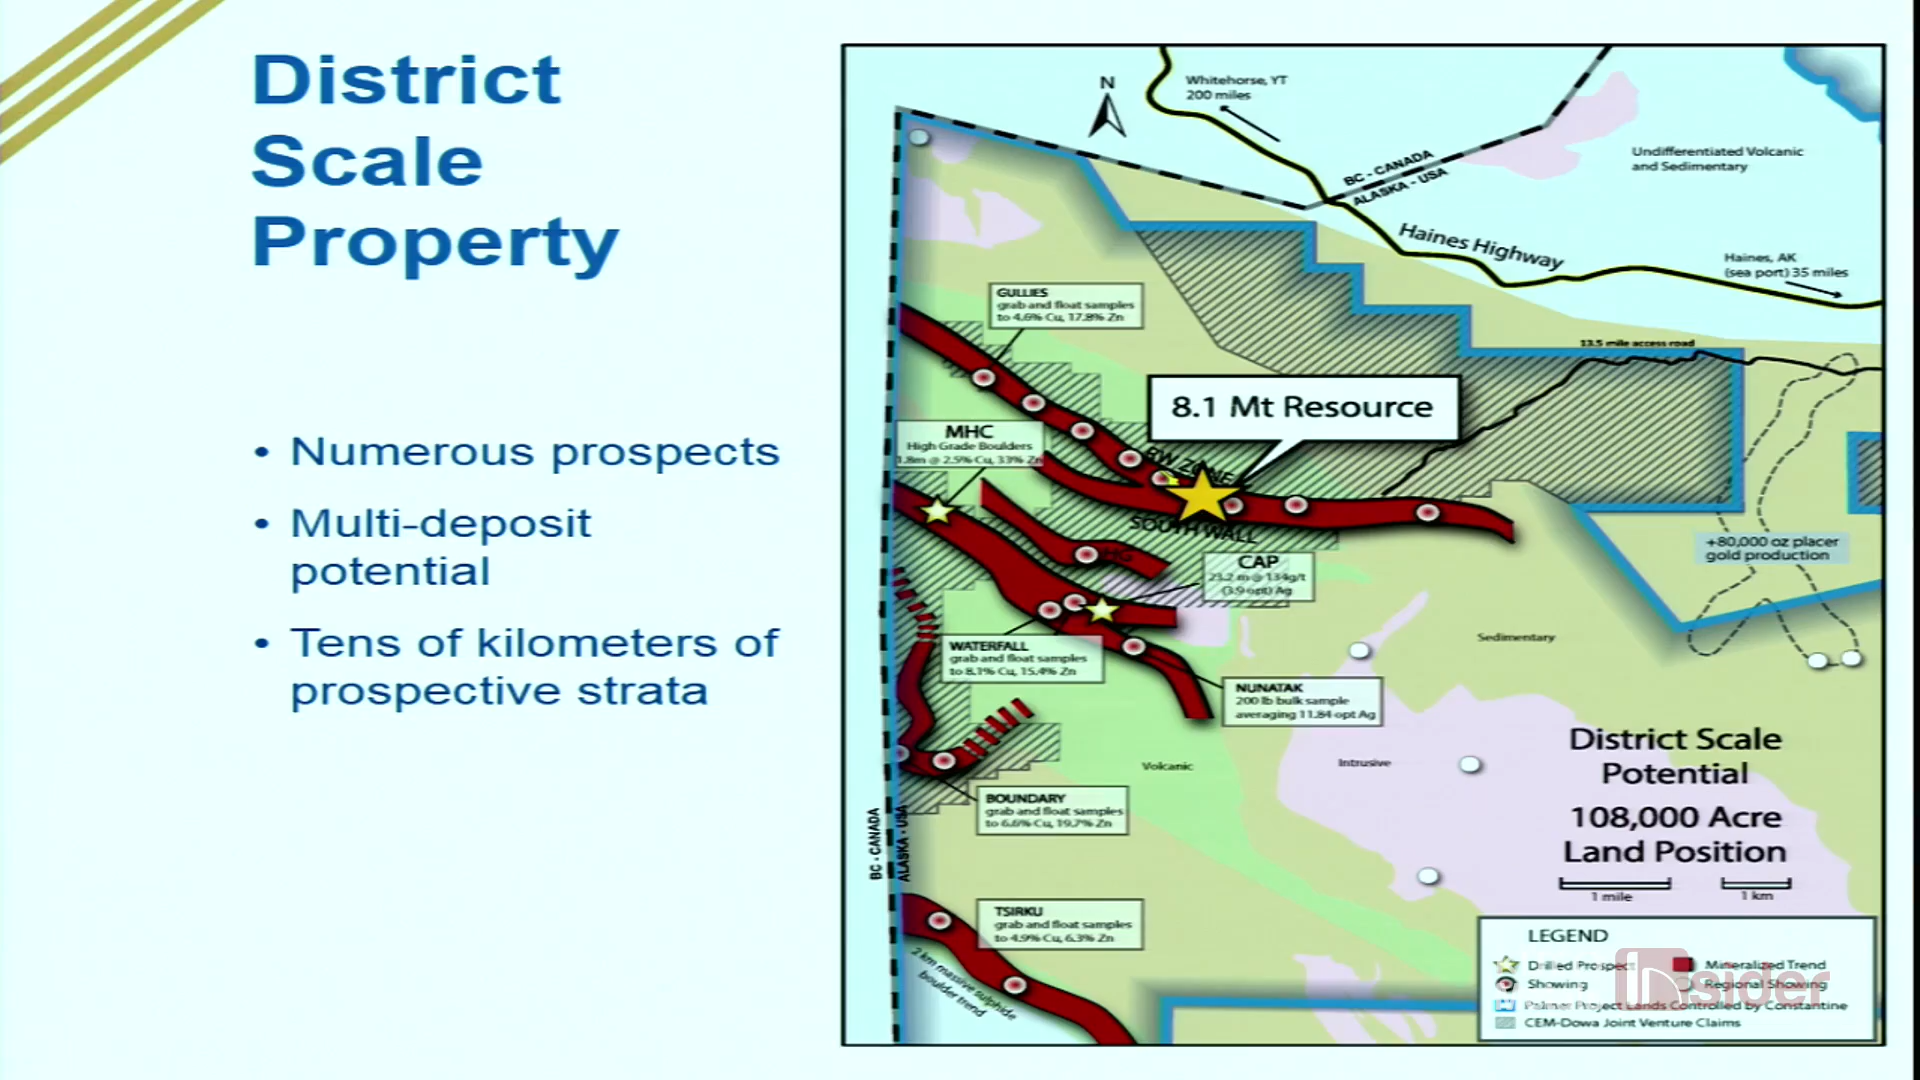 District
Scale
Property
• Numerous prospects
• Multi-deposit
potential
• Tens of kilometers of
prospective strata
N
Whitehorse, YT
200 miles
BC - CANADA
ALASKA - USA
Undifferentiated Volcanic
and Sedimentary
Haines Highway
Haines, AK
(sea port) 35 miles
GULLIES
grab and float samples
to 4.6% Cu, 17.8% Zn
13.5 mile access road
8.1 Mt Resource
MHC
High Grade Boulders
1.8m @ 2.5% Cu, 33% Zn
RW ZONE
SOUTH WALL
HG
CAP
23.2 m @ 134g/t
(3.9 opt) Ag
+80,000 oz placer
gold production
WATERFALL
grab and float samples
to 8.1% Cu, 15.4% Zn
Sedimentary
NUNATAK
200 lb bulk sample
averaging 11.84 opt Ag
Volcanic
Intrusive
District Scale
Potential
108,000 Acre
Land Position
1 mile
1 km
BOUNDARY
grab and float samples
to 6.6% Cu, 19.7% Zn
BC - CANADA
ALASKA - USA
TSIRKU
grab and float samples
to 4.9% Cu, 6.3% Zn
2 km massive sulphide
boulder trend
LEGEND
Drilled Prospect
Mineralized Trend
Showing
Regional Showing
Palmer Project Lands Controlled by Constantine
CEM-Dowa Joint Venture Claims
Insider